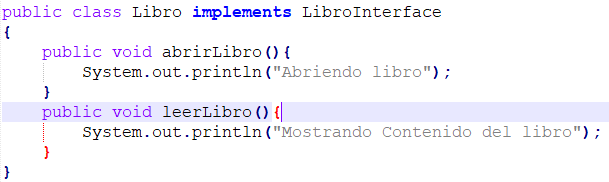 public class Libro implements LibroInterface
{
    public void abrirLibro(){
        System.out.println("Abriendo libro");
    }
    public void leerLibro(){
        System.out.println("Mostrando Contenido del libro");
    }
}